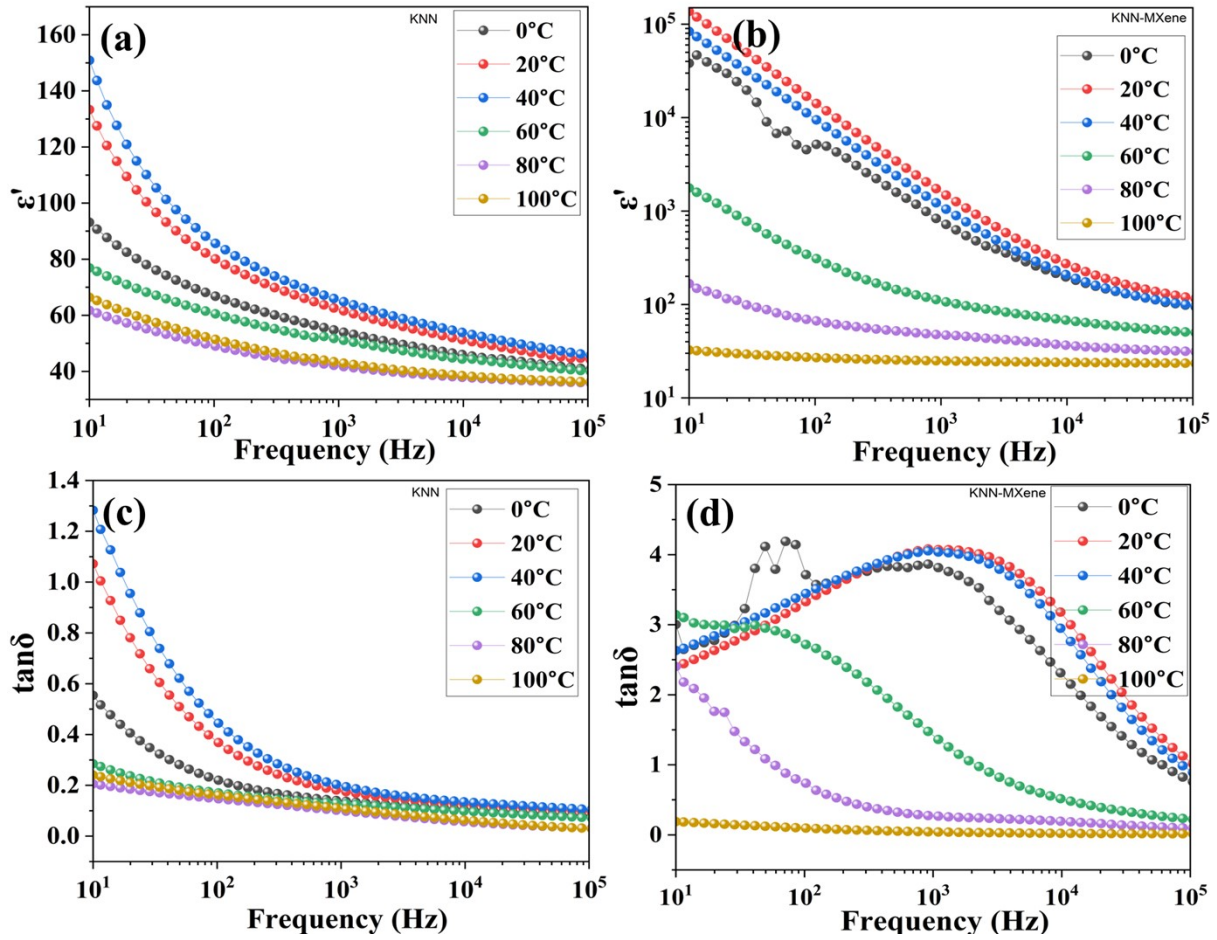 (a)
KNN
0°C
20°C
40°C
60°C
80°C
100°C
160
140
120
100
80
60
40
ε'
10¹ 10² 10³ 10⁴ 10⁵
Frequency (Hz)
(b)
KNN-MXene
0°C
20°C
40°C
60°C
80°C
100°C
10⁵
10⁴
10³
10²
10¹
ε'
10¹ 10² 10³ 10⁴ 10⁵
Frequency (Hz)
(c)
KNN
0°C
20°C
40°C
60°C
80°C
100°C
1.4
1.2
1.0
0.8
0.6
0.4
0.2
0.0
tanδ
10¹ 10² 10³ 10⁴ 10⁵
Frequency (Hz)
(d)
KNN-MXene
0°C
20°C
40°C
60°C
80°C
100°C
5
4
3
2
1
0
tanδ
10¹ 10² 10³ 10⁴ 10⁵
Frequency (Hz)